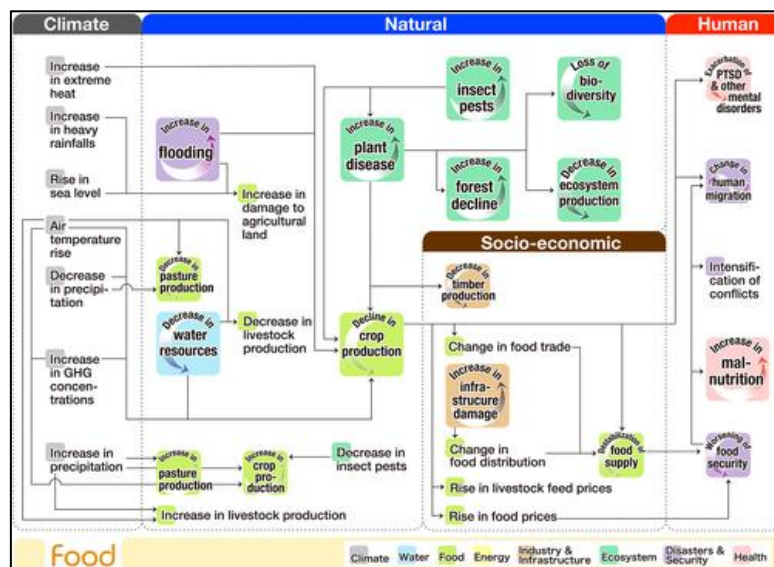 Climate
Natural
Human
Increase
in extreme
heat
Increase
in heavy
rainfalls
Rise in
sea level
Air
temperature
rise
Decrease
in precipi-
tation
Increase
in GHG
concen-
trations
Increase in
precipitation
Increase in
flooding
Increase in
damage to
agricultural
land
Decrease in
pasture
production
Decrease in
water
resources
Decrease in
livestock
production
Increase in
pasture
production
Increase in
crop
pro-
duction
Decrease in
insect pests
Increase in livestock production
Increase in
plant
disease
Increase in
insect
pests
Loss of
bio-
diversity
Increase in
forest
decline
Decrease in
ecosystem
production
Decline in
crop
production
Socio-economic
Decrease in
timber
production
Change in food trade
Increase in
infra-
strucure
damage
Change in
food distribution
Destabilization of
food
supply
Rise in livestock feed prices
Rise in food prices
Exacerbation of
PTSD
& other
mental
disorders
Change in
human
migration
Intensifi-
cation of
conflicts
Increase in
mal-
nutrition
Worsening of
food
security
Food
Climate
Water
Food
Energy
Industry &
Infrastructure
Ecosystem
Disasters &
Security
Health